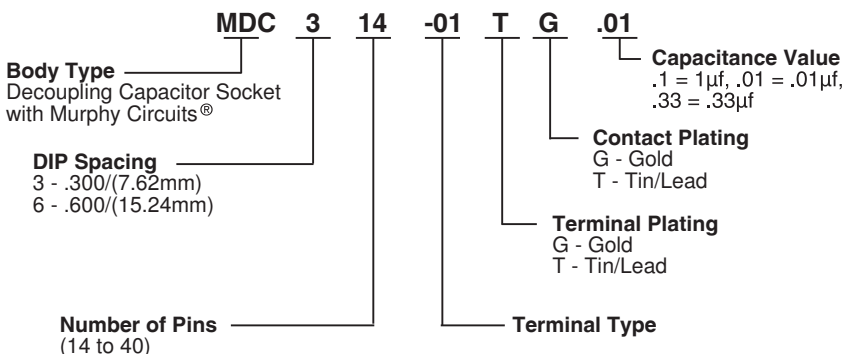 MDC 3 14 -01 T G .01
Body Type
Decoupling Capacitor Socket
with Murphy Circuits®
Capacitance Value
.1 = 1µf, .01 = .01µf,
.33 = .33µf
DIP Spacing
3 - .300/(7.62mm)
6 - .600/(15.24mm)
Contact Plating
G - Gold
T - Tin/Lead
Terminal Plating
G - Gold
T - Tin/Lead
Number of Pins
(14 to 40)
Terminal Type